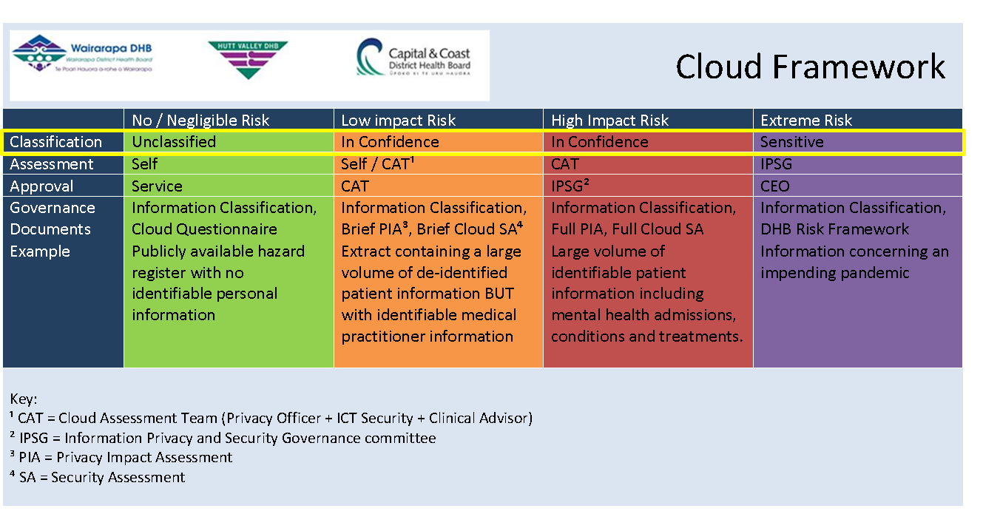 Wairarapa DHB
Wairarapa District Health Board
Te Poari Hauora a-rohe o Wairarapa
HUTT VALLEY DHB
Capital & Coast
District Health Board
ŪPOKO KI TE URU HAUORA
Cloud Framework
No / Negligible Risk
Low impact Risk
High Impact Risk
Extreme Risk
Classification
Unclassified
In Confidence
In Confidence
Sensitive
Assessment
Self
Self / CAT¹
CAT
IPSG
Approval
Service
CAT
IPSG²
CEO
Governance
Documents
Information Classification,
Cloud Questionnaire
Information Classification,
Brief PIA³, Brief Cloud SA⁴
Information Classification,
Full PIA, Full Cloud SA
Information Classification,
DHB Risk Framework
Example
Publicly available hazard
register with no
identifiable personal
information
Extract containing a large
volume of de-identified
patient information BUT
with identifiable medical
practitioner information
Large volume of
identifiable patient
information including
mental health admissions,
conditions and treatments.
Information concerning an
impending pandemic
Key:
¹ CAT = Cloud Assessment Team (Privacy Officer + ICT Security + Clinical Advisor)
² IPSG = Information Privacy and Security Governance committee
³ PIA = Privacy Impact Assessment
⁴ SA = Security Assessment